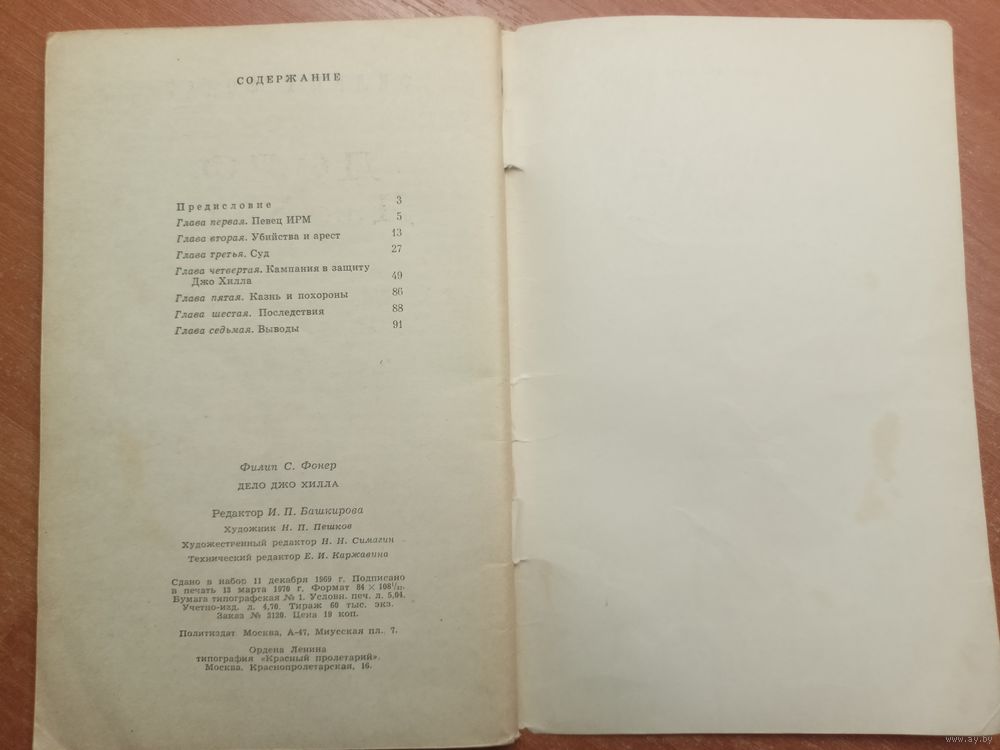 СОДЕРЖАНИЕ
Предисловие 3
Глава первая. Певец ИРМ 5
Глава вторая. Убийства и арест 13
Глава третья. Суд 27
Глава четвертая. Кампания в защиту
Джо Хилла 49
Глава пятая. Казнь и похороны 86
Глава шестая. Последствия 88
Глава седьмая. Выводы 91
Филип С. Фонер
ДЕЛО ДЖО ХИЛЛА
Редактор И. П. Башкирова
Художник Н. П. Пешков
Художественный редактор Н. Н. Симагин
Технический редактор Е. И. Каржавина
Сдано в набор 11 декабря 1969 г. Подписано
в печать 13 марта 1970 г. Формат 84 × 108¹/₃₂.
Бумага типографская № 1. Условн. печ. л. 5,04.
Учетно-изд. л. 4,70. Тираж 60 тыс. экз.
Заказ № 3120. Цена 10 коп.
Политиздат Москва, А-47, Миусская пл. 7.
Ордена Ленина
типография «Красный пролетарий».
Москва, Краснопролетарская, 16.
www.ay.by